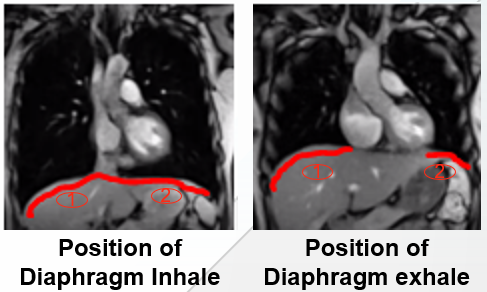 ① ②
① ②
Position of
Diaphragm Inhale
Position of
Diaphragm exhale